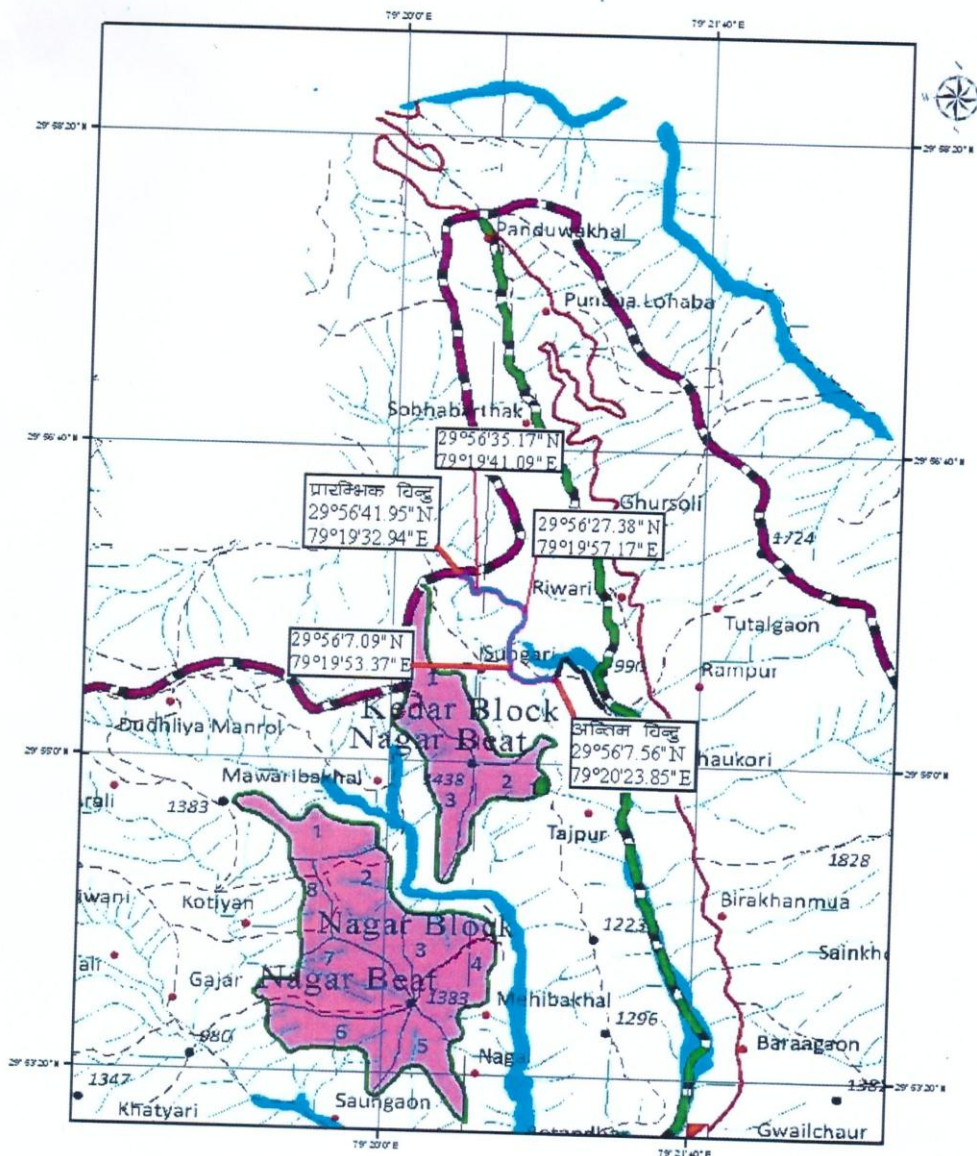 79°20'0"E
79°21'40"E
29°58'20"N
29°58'20"N
Panduwakhal
Lohaba
Sobhabarthak
29°56'40"N
29°56'40"N
29°56'35.17"N
79°19'41.09"E
प्रारम्भिक विन्दु
29°56'41.95"N
79°19'32.94"E
Ghursoli
29°56'27.38"N
79°19'57.17"E
1724
Riwari
Tutalgaon
29°56'7.09"N
79°19'53.37"E
Sungari
990
Rampur
1
Kedar Block
Nagar Beat
Dudhliya Manrol
अन्तिम विन्दु
29°56'7.56"N
79°20'23.85"E
haukori
29°55'0"N
29°55'0"N
Mawaribakhal
1438
2
3
1383
Tajpur
1
1828
2
8
Kotiyan
Birakhanmua
Nagar Block
1223
3
7
4
Nagar Beat
Gajar
1383
Mehibakhal
6
5
980
1296
Baraagaon
Nagal
29°53'20"N
29°53'20"N
1347
Khatyari
Saungaon
Gwailchaur
79°20'0"E
79°21'40"E